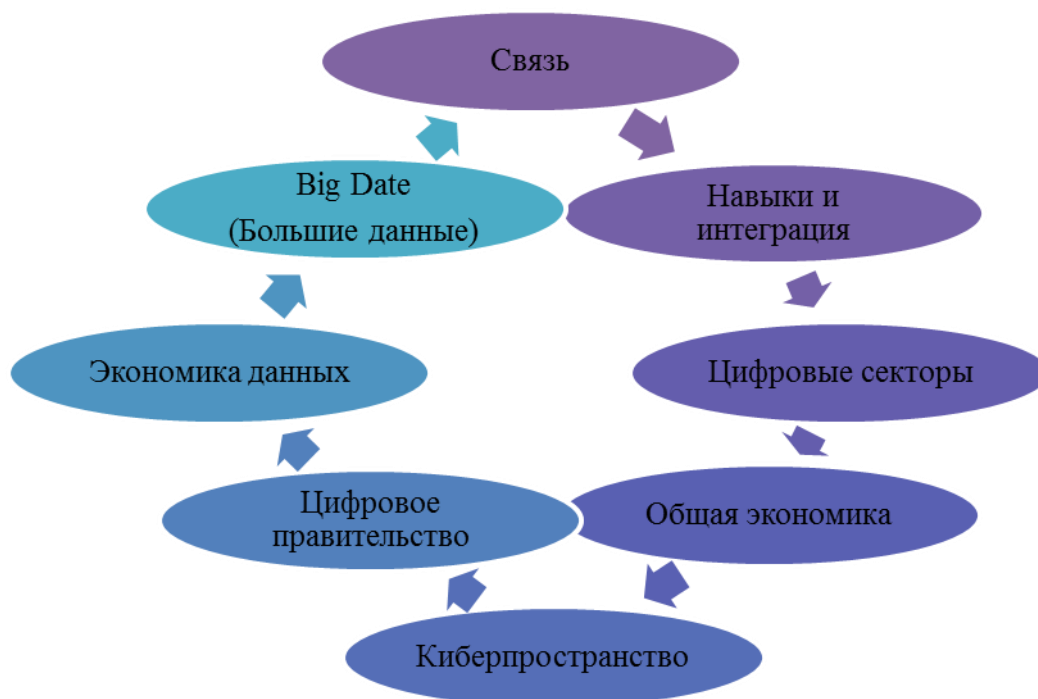 Связь
Big Date
(Большие данные)
Навыки и
интеграция
Экономика данных
Цифровые секторы
Цифровое
правительство
Общая экономика
Киберпространство